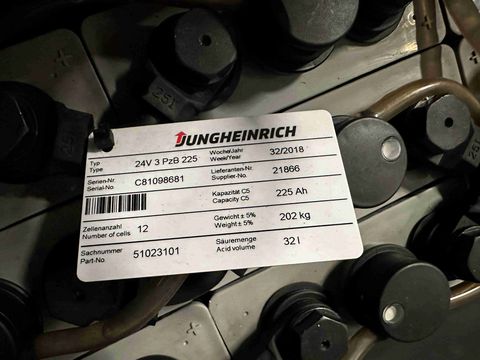 JUNGHEINRICH
Typ
Type
24V 3 PzB 225
Woche/Jahr
Week/Year
32/2018
Serien-Nr.
Serial-No.
C81098681
Lieferanten-Nr.
Supplier-No.
21866
Kapazität C5
Capacity C5
225 Ah
Zellenanzahl
Number of cells
12
Gewicht ± 5%
Weight ± 5%
202 kg
Sachnummer
Part-No.
51023101
Säuremenge
Acid volume
32 l